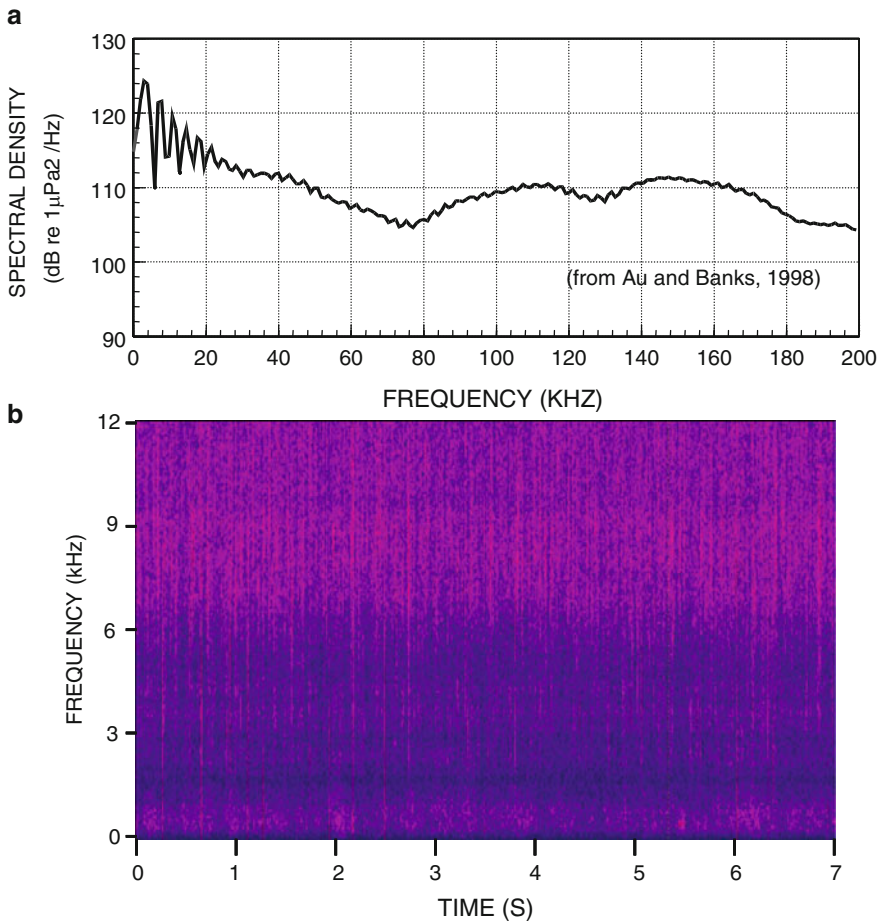 a
130
120
110
100
90
SPECTRAL DENSITY
(dB re 1μPa2 /Hz)
(from Au and Banks, 1998)
0 20 40 60 80 100 120 140 160 180 200
FREQUENCY (KHZ)
b
12
9
6
3
0
FREQUENCY (kHz)
0 1 2 3 4 5 6 7
TIME (S)